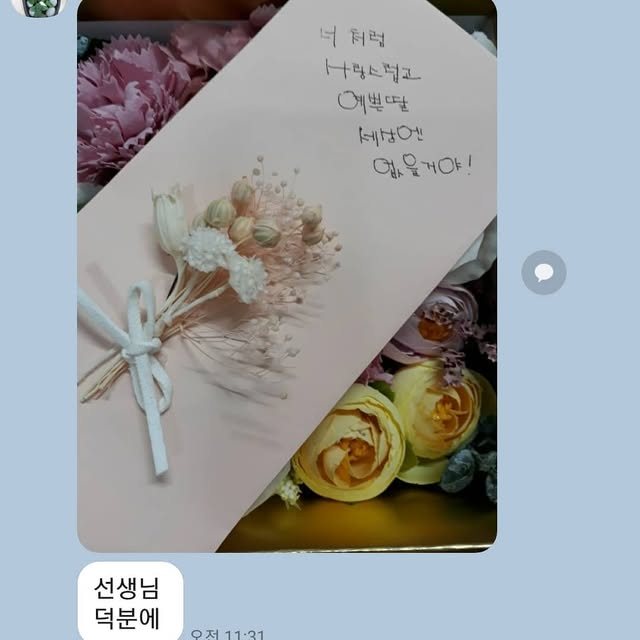 너 처럼
사랑스럽고
예쁜딸
세상엔
없을거야!
선생님
덕분에
오전 11:31